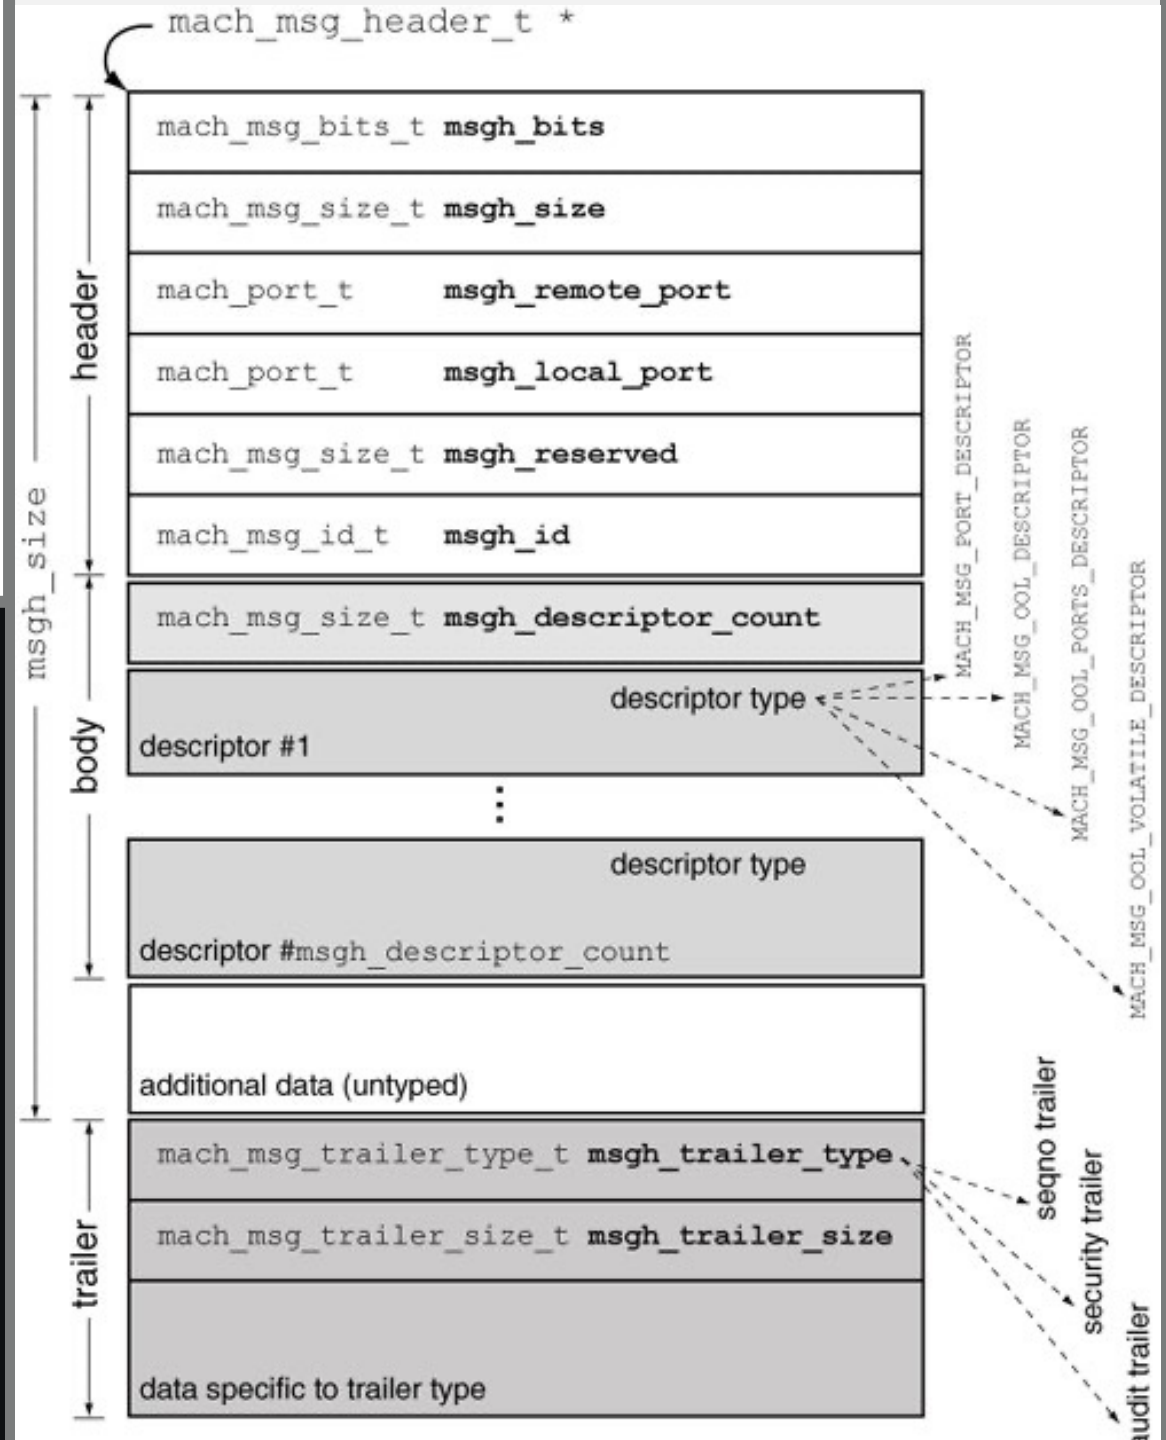 mach_msg_header_t *
mach_msg_bits_t msgh_bits
mach_msg_size_t msgh_size
mach_port_t msgh_remote_port
mach_port_t msgh_local_port
mach_msg_size_t msgh_reserved
mach_msg_id_t msgh_id
header
msgh_size
mach_msg_size_t msgh_descriptor_count
descriptor type
descriptor #1
body
⋮
descriptor type
descriptor #msgh_descriptor_count
MACH_MSG_PORT_DESCRIPTOR
MACH_MSG_OOL_DESCRIPTOR
MACH_MSG_OOL_PORTS_DESCRIPTOR
MACH_MSG_OOL_VOLATILE_DESCRIPTOR
additional data (untyped)
mach_msg_trailer_type_t msgh_trailer_type
mach_msg_trailer_size_t msgh_trailer_size
data specific to trailer type
trailer
seqno trailer
security trailer
audit trailer